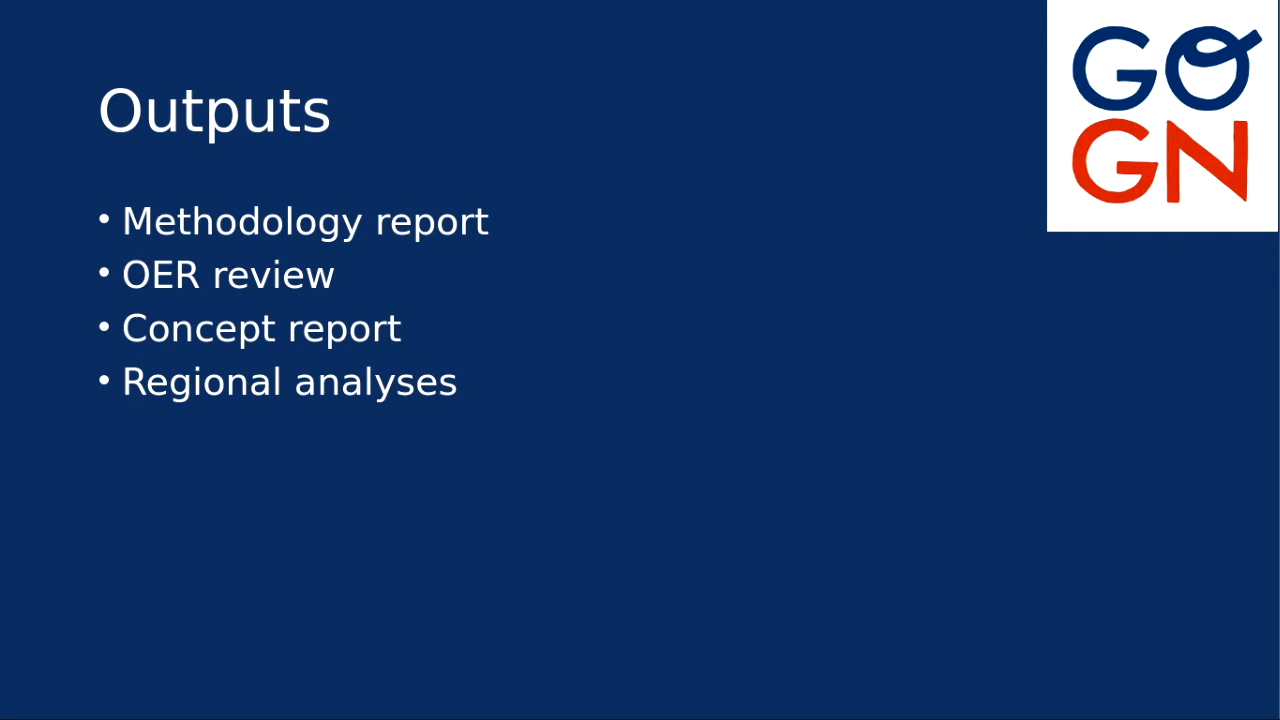 GO
GN
Outputs
• Methodology report
• OER review
• Concept report
• Regional analyses